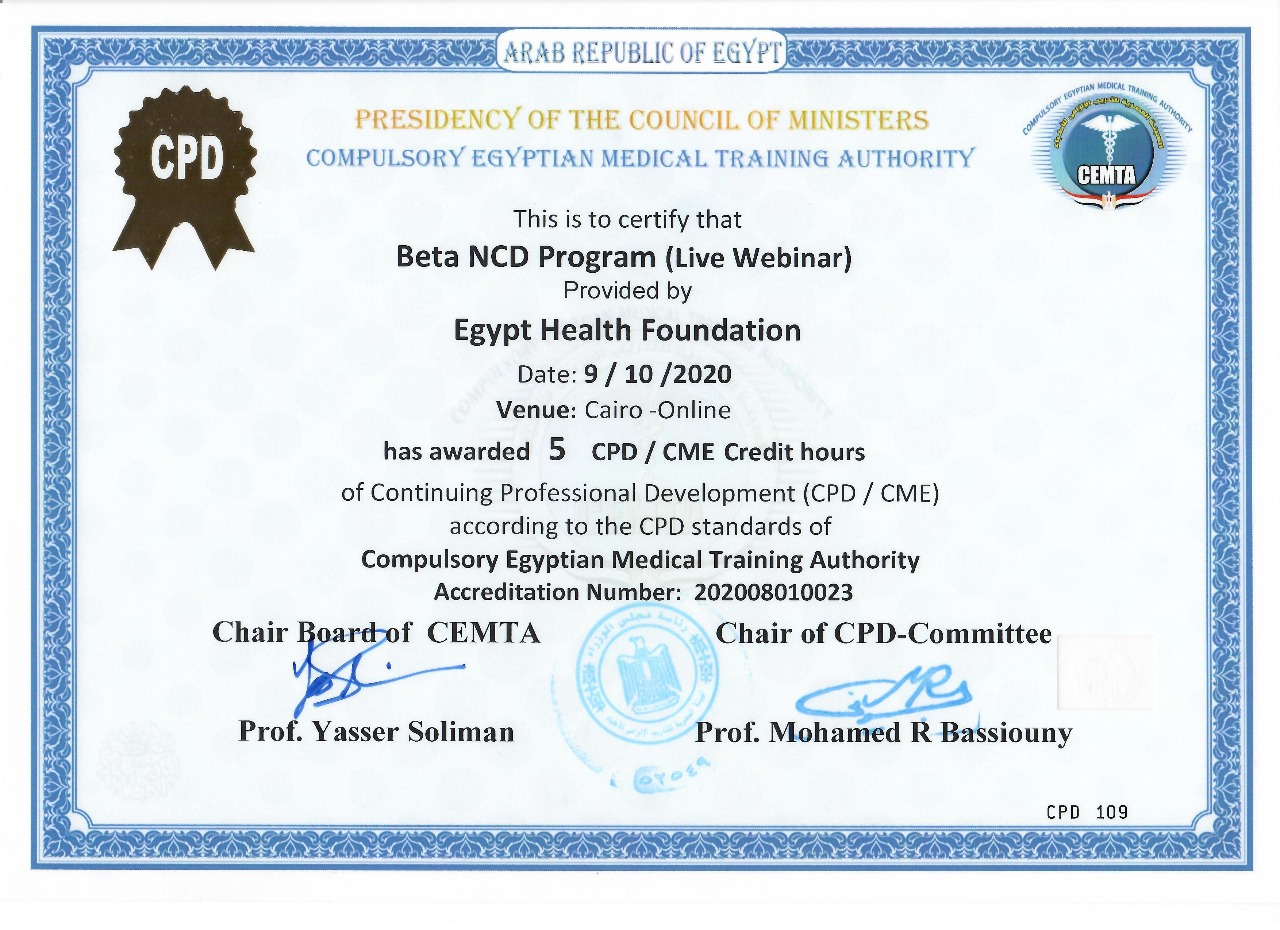 ARAB REPUBLIC OF EGYPT
CPD
PRESIDENCY OF THE COUNCIL OF MINISTERS
COMPULSORY EGYPTIAN MEDICAL TRAINING AUTHORITY
COMPULSORY EGYPTIAN MEDICAL TRAINING AUTHORITY
CEMTA
This is to certify that
Beta NCD Program (Live Webinar)
Provided by
Egypt Health Foundation
Date: 9 / 10 /2020
Venue: Cairo -Online
has awarded 5 CPD / CME Credit hours
of Continuing Professional Development (CPD / CME)
according to the CPD standards of
Compulsory Egyptian Medical Training Authority
Accreditation Number: 202008010023
Chair Board of CEMTA
Chair of CPD-Committee
رئاسة مجلس الوزراء
٥٢٥٤٩
Prof. Yasser Soliman
Prof. Mohamed R Bassiouny
CPD 109